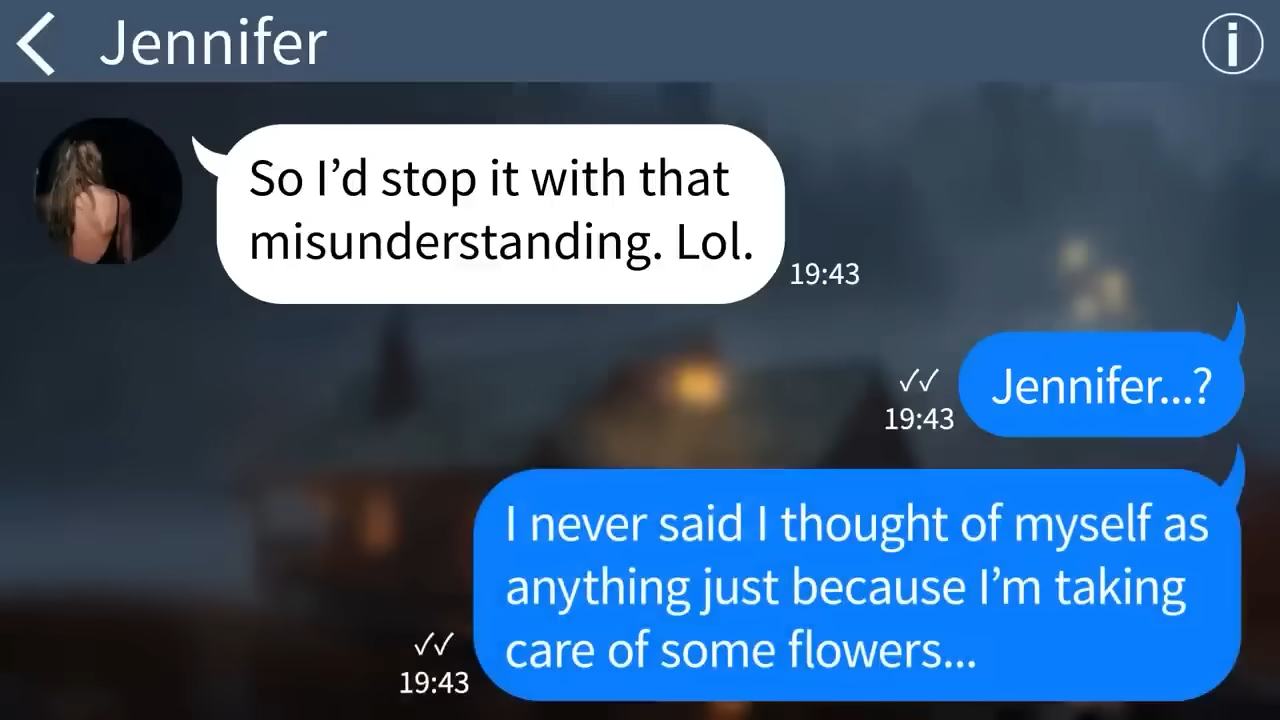 Jennifer
i
So I’d stop it with that
misunderstanding. Lol.
19:43
Jennifer...?
19:43
I never said I thought of myself as
anything just because I’m taking
care of some flowers...
19:43